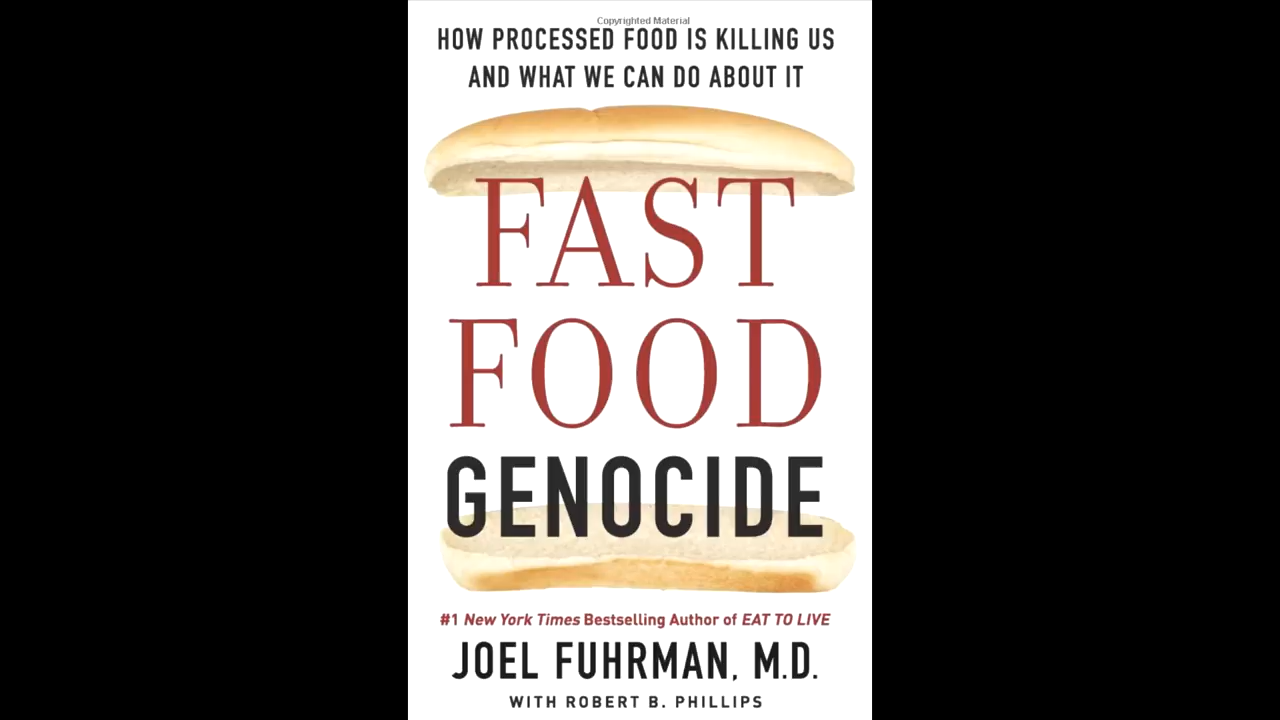 Copyrighted Material
HOW PROCESSED FOOD IS KILLING US
AND WHAT WE CAN DO ABOUT IT
FAST
FOOD
GENOCIDE
#1 New York Times Bestselling Author of EAT TO LIVE
JOEL FUHRMAN, M.D.
WITH ROBERT B. PHILLIPS